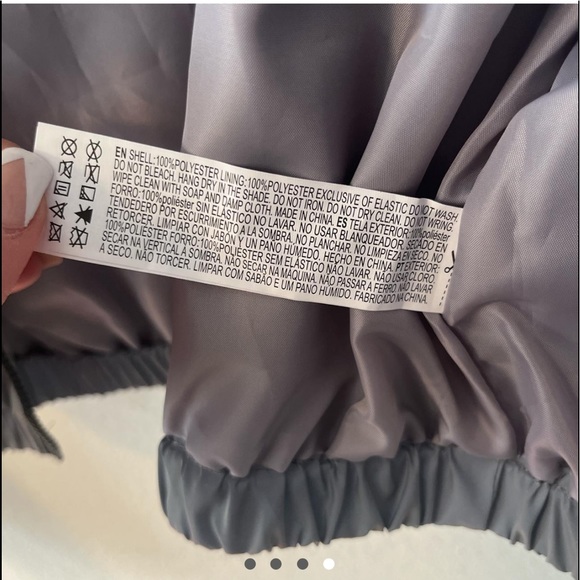 EN SHELL:100%POLYESTER LINING:100%POLYESTER EXCLUSIVE OF ELASTIC. DO NOT WASH.
DO NOT BLEACH. HANG DRY IN THE SHADE. DO NOT IRON. DO NOT DRY CLEAN. DO NOT WRING.
WIPE CLEAN WITH SOAP AND DAMP CLOTH. MADE IN CHINA. ES TELA EXTERIOR:100%poliéster
FORRO:100%poliéster SIN ELÁSTICO NO LAVAR. NO USAR BLANQUEADOR. SECADO EN
TENDEDERO POR ESCURRIMIENTO A LA SOMBRA. NO PLANCHAR. NO LIMPIEZA EN SECO. NO
RETORCER. LIMPIAR CON JABÓN Y UN PANO HUMEDO. HECHO EN CHINA. PT EXTERIOR:
100%poliéster FORRO:100%poliéster SEM ELÁSTICO NÃO LAVAR. NÃO USAR CLORO.
SECAR NA VERTICAL À SOMBRA. NÃO SECAR NA MÁQUINA. NÃO PASSAR A FERRO. NÃO LAVAR
A SECO. NÃO TORCER. LIMPAR COM SABÃO E UM PANO HÚMIDO. FABRICADO NA CHINA.